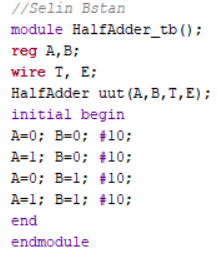 //Selin Bstan
module HalfAdder_tb();
reg A,B;
wire T, E;
HalfAdder uut(A,B,T,E);
initial begin
A=0; B=0; #10;
A=1; B=0; #10;
A=0; B=1; #10;
A=1; B=1; #10;
end
endmodule